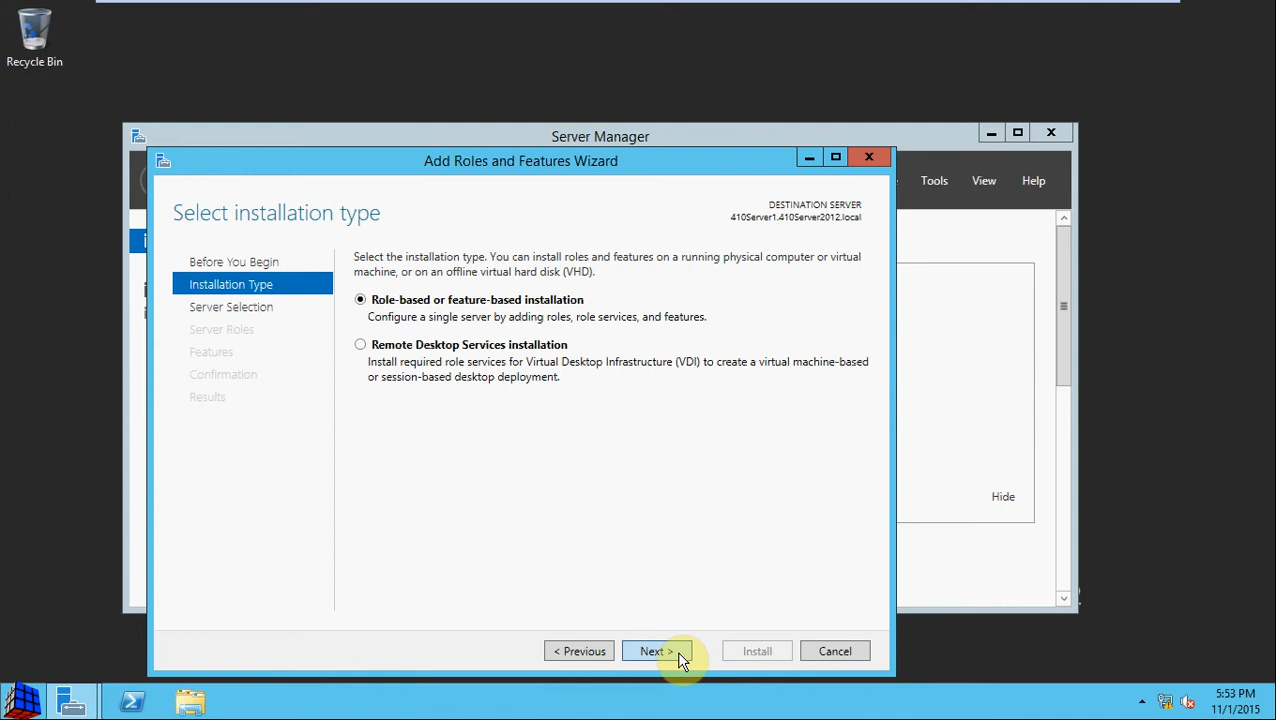 Recycle Bin
Server Manager
Add Roles and Features Wizard
Tools
View
Help
Select installation type
DESTINATION SERVER
410Server1.410Server2012.local
Before You Begin
Installation Type
Server Selection
Server Roles
Features
Confirmation
Results
Select the installation type. You can install roles and features on a running physical computer or virtual
machine, or on an offline virtual hard disk (VHD).
Role-based or feature-based installation
Configure a single server by adding roles, role services, and features.
Remote Desktop Services installation
Install required role services for Virtual Desktop Infrastructure (VDI) to create a virtual machine-based
or session-based desktop deployment.
Hide
< Previous
Next >
Install
Cancel
5:53 PM
11/1/2015